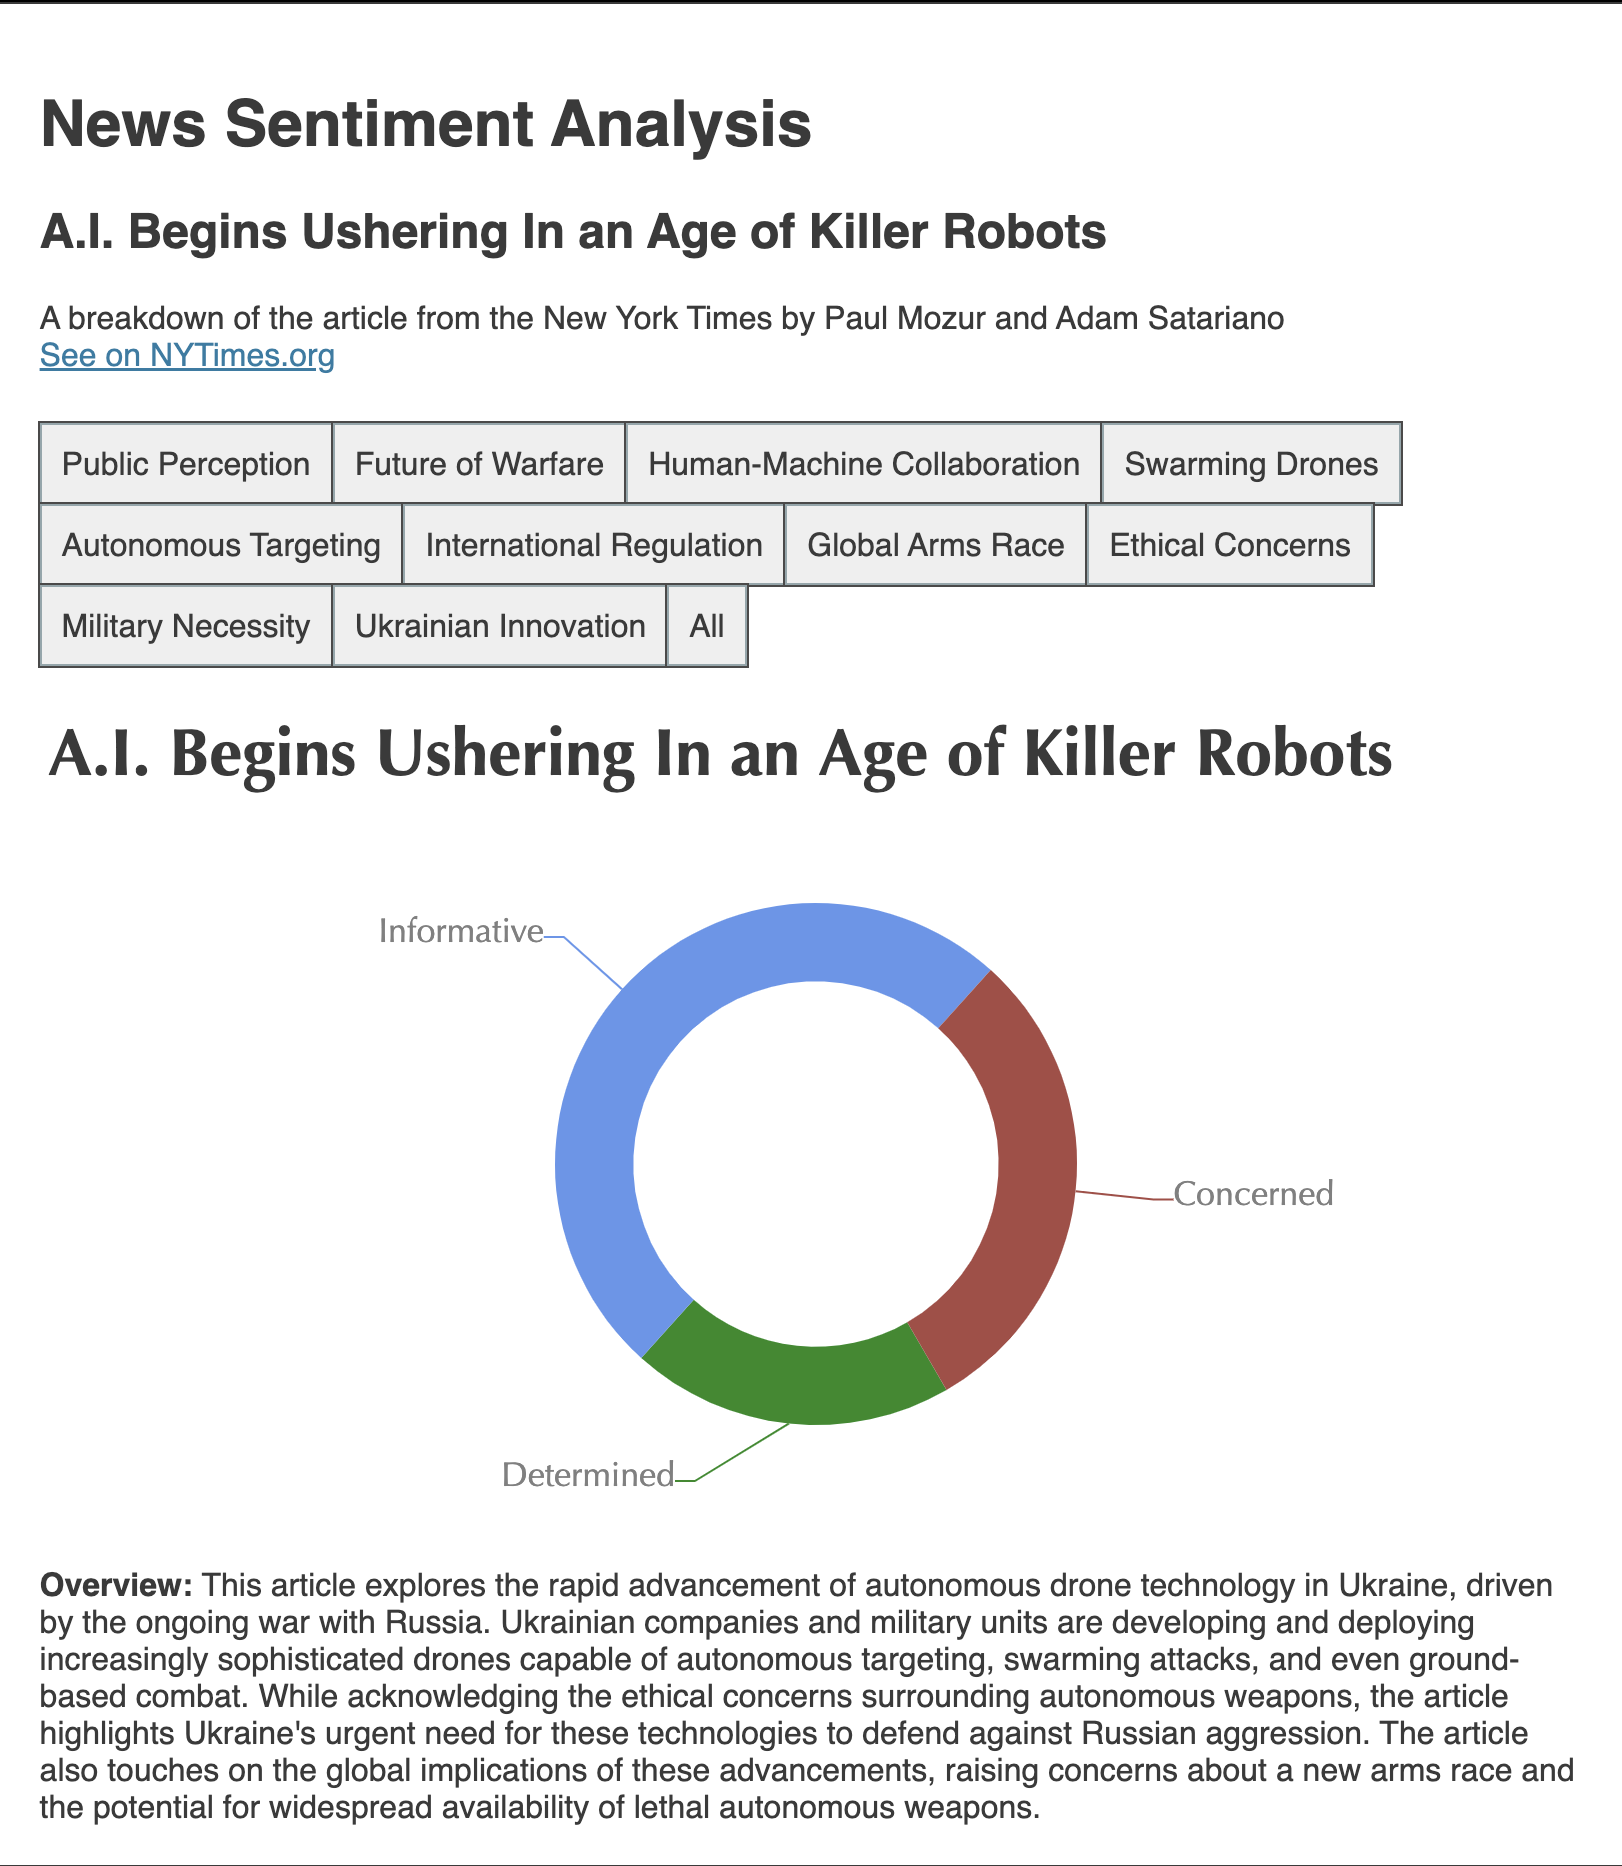 News Sentiment Analysis
A.I. Begins Ushering In an Age of Killer Robots
A breakdown of the article from the New York Times by Paul Mozur and Adam Satariano
See on NYTimes.org
Public Perception Future of Warfare Human-Machine Collaboration Swarming Drones
Autonomous Targeting International Regulation Global Arms Race Ethical Concerns
Military Necessity Ukrainian Innovation All
A.I. Begins Ushering In an Age of Killer Robots
Informative
Concerned
Determined
Overview: This article explores the rapid advancement of autonomous drone technology in Ukraine, driven
by the ongoing war with Russia. Ukrainian companies and military units are developing and deploying
increasingly sophisticated drones capable of autonomous targeting, swarming attacks, and even ground-
based combat. While acknowledging the ethical concerns surrounding autonomous weapons, the article
highlights Ukraine's urgent need for these technologies to defend against Russian aggression. The article
also touches on the global implications of these advancements, raising concerns about a new arms race and
the potential for widespread availability of lethal autonomous weapons.